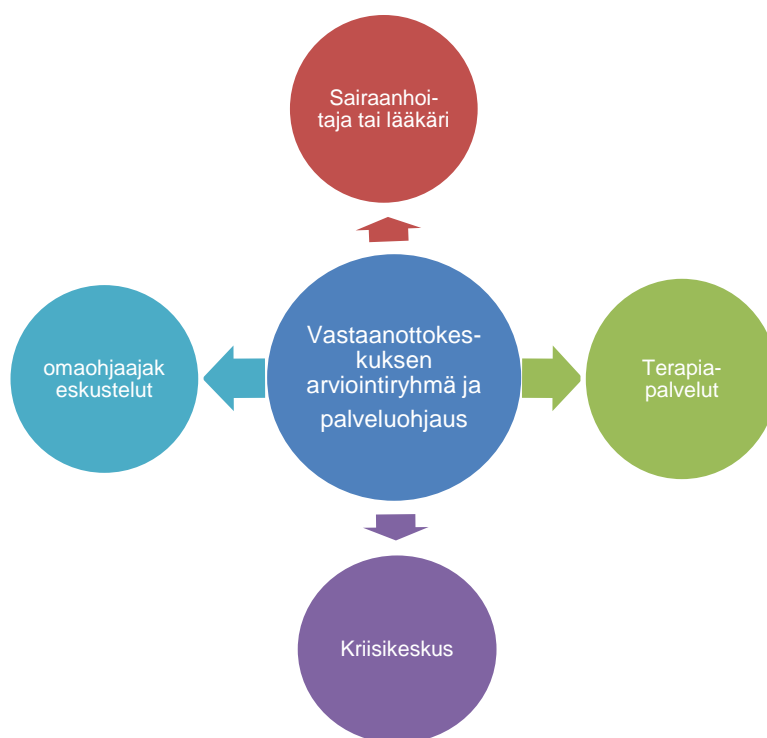 Sairaanhoi-
taja tai lääkäri
Vastaanottokes-
kuksen
arviointiryhmä ja
palveluohjaus
omaohjaajak
eskustelut
Terapia-
palvelut
Kriisikeskus